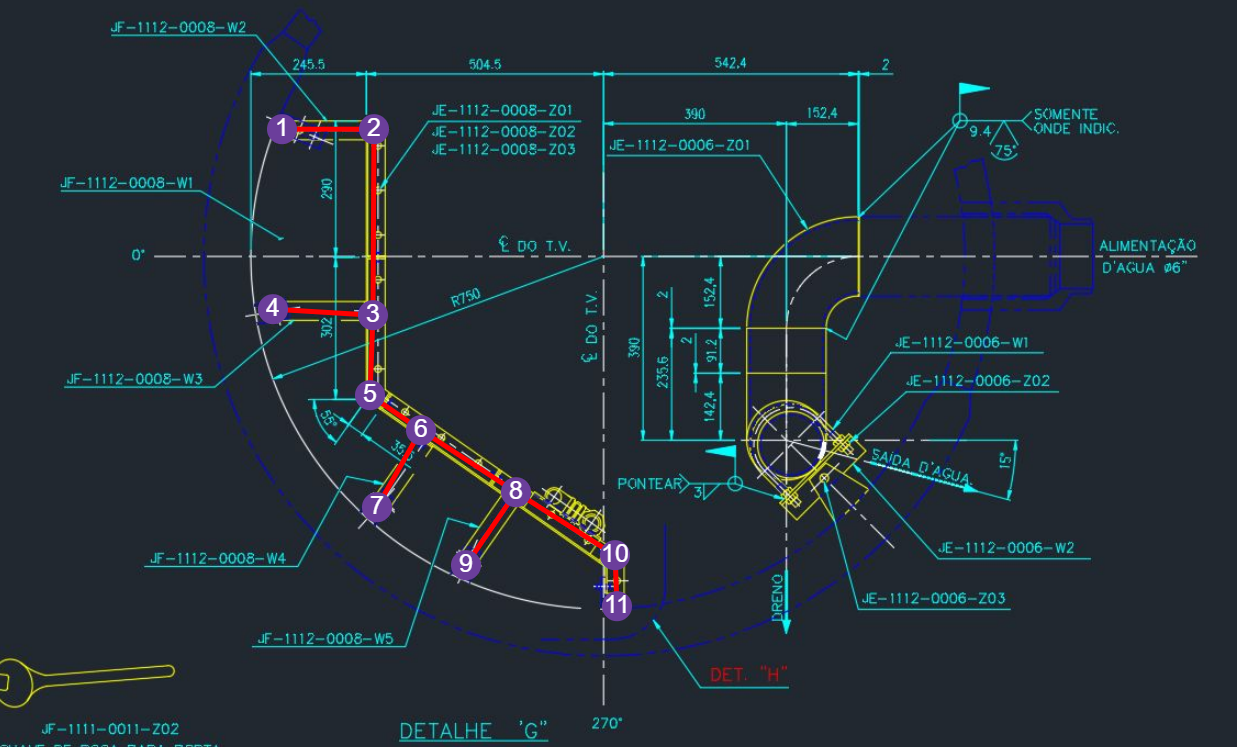 JF-1112-0008-W2
245.5
504.5
542,4
2
1
2
JE-1112-0008-Z01
JE-1112-0008-Z02
JE-1112-0008-Z03
390
152,4
JE-1112-0006-Z01
9.4
75°
SOMENTE
ONDE INDIC.
JF-1112-0008-W1
290
0°
℄ DO T.V.
ALIMENTAÇÃO
D'AGUA ø6"
R750
4
3
302
℄ DO T.V.
390
2
235.6
2
152,4
91.2
142,4
JE-1112-0006-W1
JE-1112-0006-Z02
JF-1112-0008-W3
5
56°
6
7
8
SAÍDA D'AGUA.
15°
PONTEAR
3
JF-1112-0008-W4
9
10
11
JE-1112-0006-W2
DRENO
JE-1112-0006-Z03
JF-1112-0008-W5
DET. "H"
JF-1111-0011-Z02
DETALHE 'G"
270°